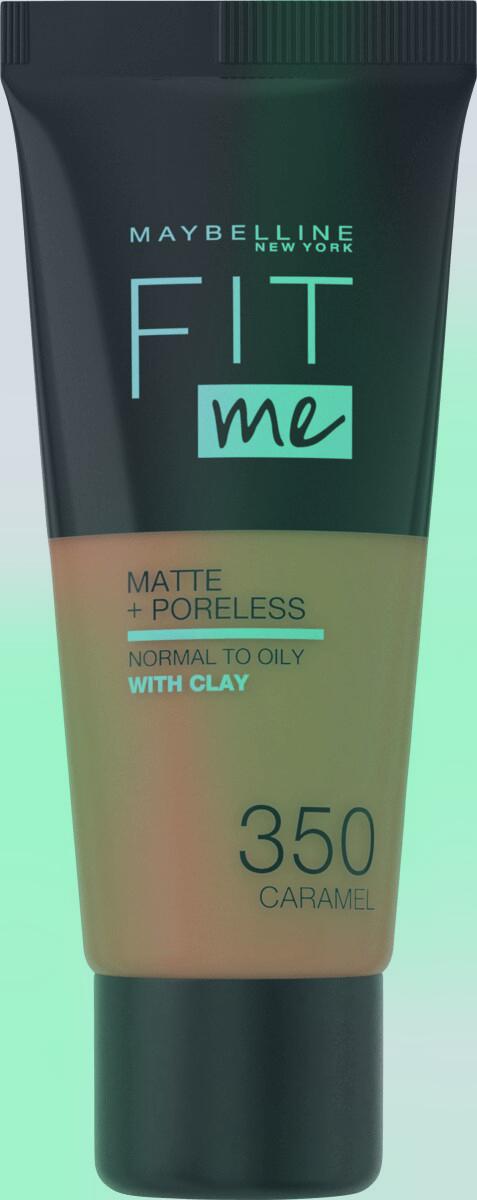 MAYBELLINE
NEW YORK
FIT
me
MATTE
+ PORELESS
NORMAL TO OILY
WITH CLAY
350
CARAMEL